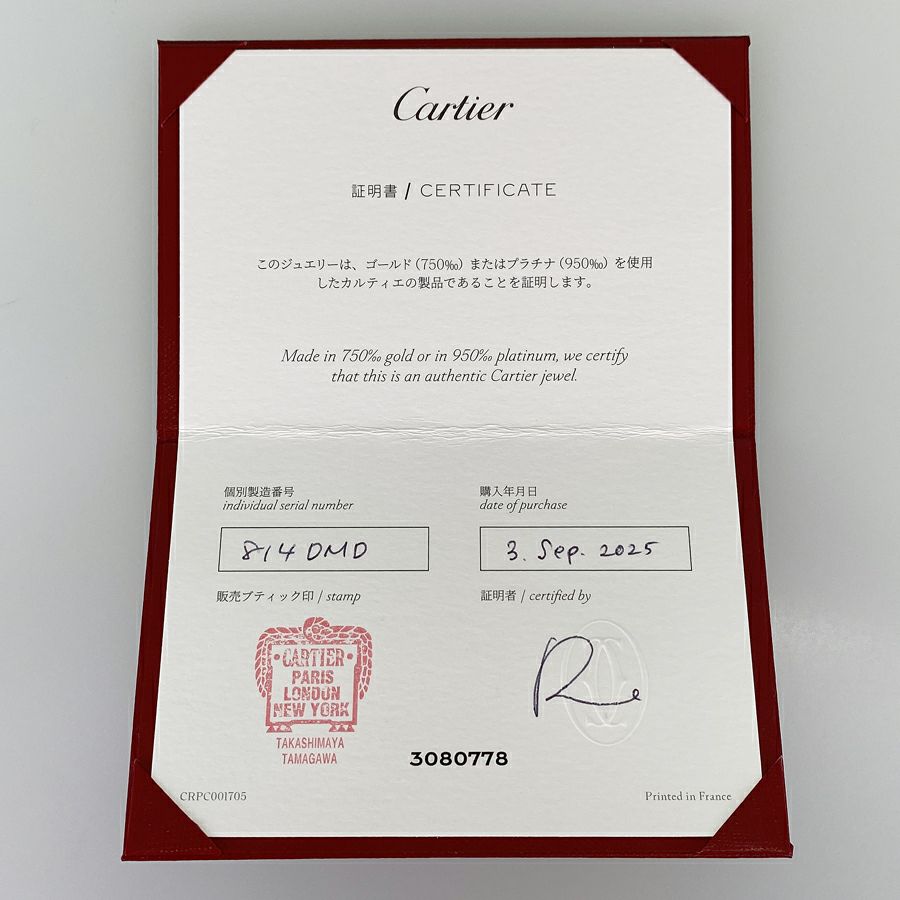 Cartier
証明書 / CERTIFICATE
このジュエリーは、ゴールド（750‰）またはプラチナ（950‰）を使用
したカルティエの製品であることを証明します。
Made in 750‰ gold or in 950‰ platinum, we certify
that this is an authentic Cartier jewel.
個別製造番号
individual serial number
814 DMD
購入年月日
date of purchase
3. Sep. 2025
販売ブティック印 / stamp
CARTIER
PARIS
LONDON
NEW YORK
TAKASHIMAYA
TAMAGAWA
証明者 / certified by
3080778
CRPC001705
Printed in France